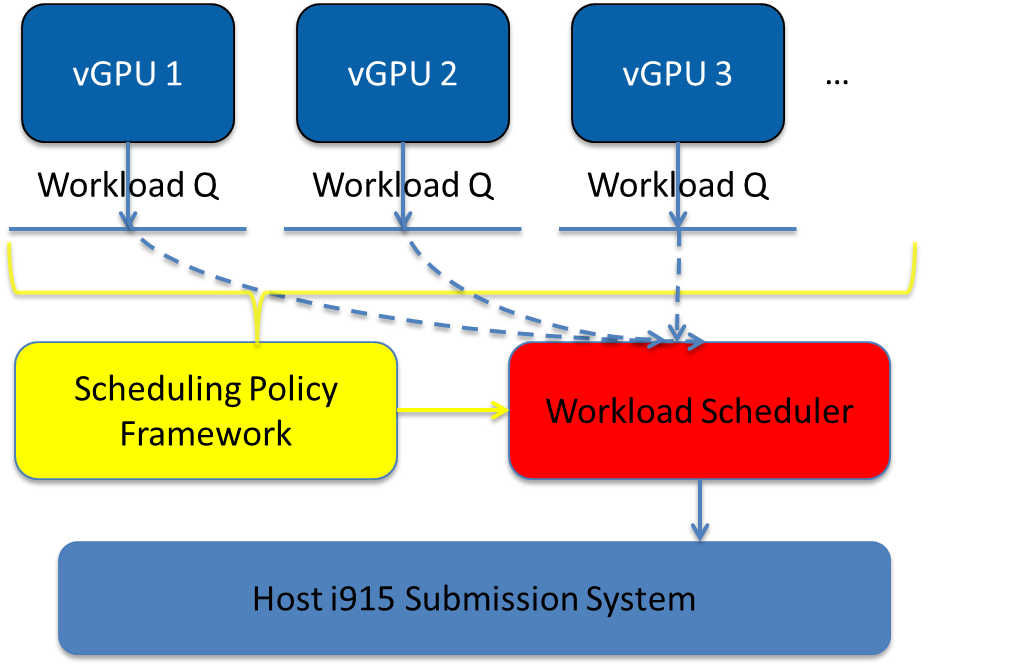 vGPU 1
vGPU 2
vGPU 3
...
Workload Q
Workload Q
Workload Q
Scheduling Policy
Framework
Workload Scheduler
Host i915 Submission System